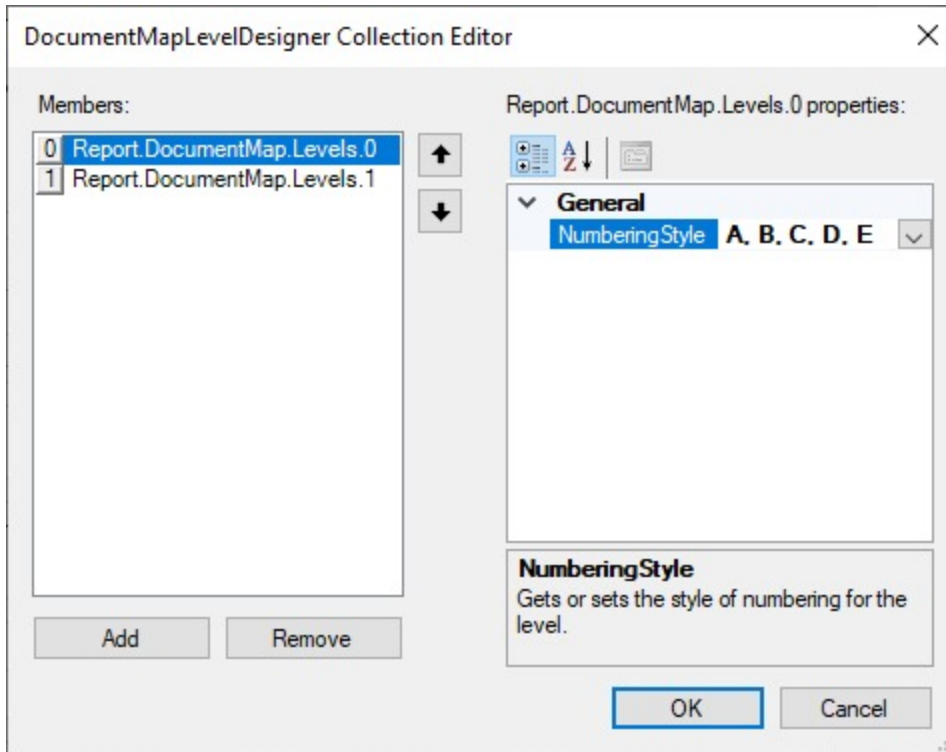 DocumentMapLevelDesigner Collection Editor
Members:
0 Report.DocumentMap.Levels.0
1 Report.DocumentMap.Levels.1
Add Remove
Report.DocumentMap.Levels.0 properties:
A
Z
General
NumberingStyle A, B, C, D, E
NumberingStyle
Gets or sets the style of numbering for the
level.
OK Cancel